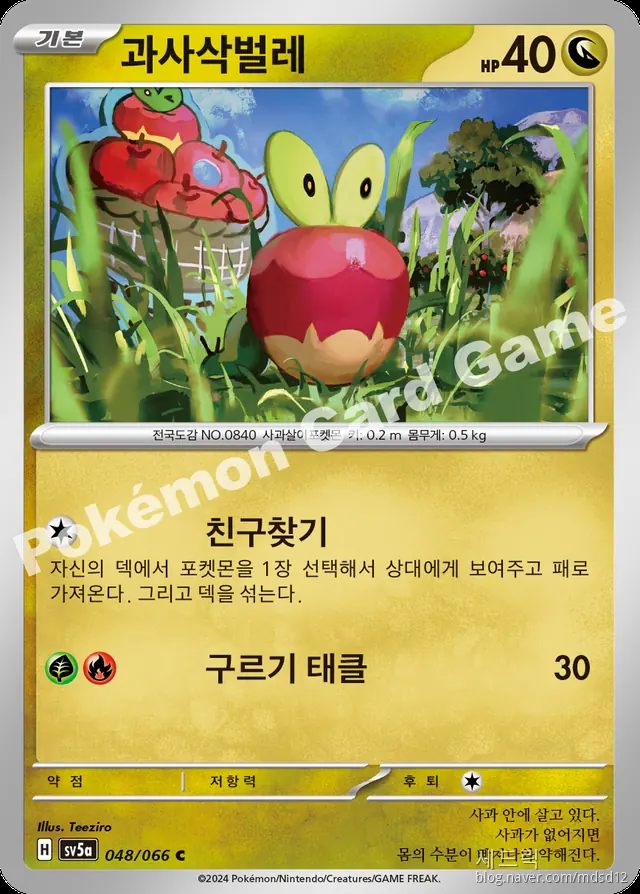 기본 과사삭벌레 HP 40
전국도감 NO.0840 사과살이포켓몬 키: 0.2 m 몸무게: 0.5 kg
Pokémon Card Game
친구찾기
자신의 덱에서 포켓몬을 1장 선택해서 상대에게 보여주고 패로
가져온다. 그리고 덱을 섞는다.
구르기 태클 30
약점 저항력 후퇴
Illus. Teeziro
사과 안에 살고 있다.
사과가 없어지면
몸의 수분이 빠져나가 쇠약해진다.
H sv5a 048/066 C
세드릭
©2024 Pokémon/Nintendo/Creatures/GAME FREAK.
blog.naver.com/mdsd12